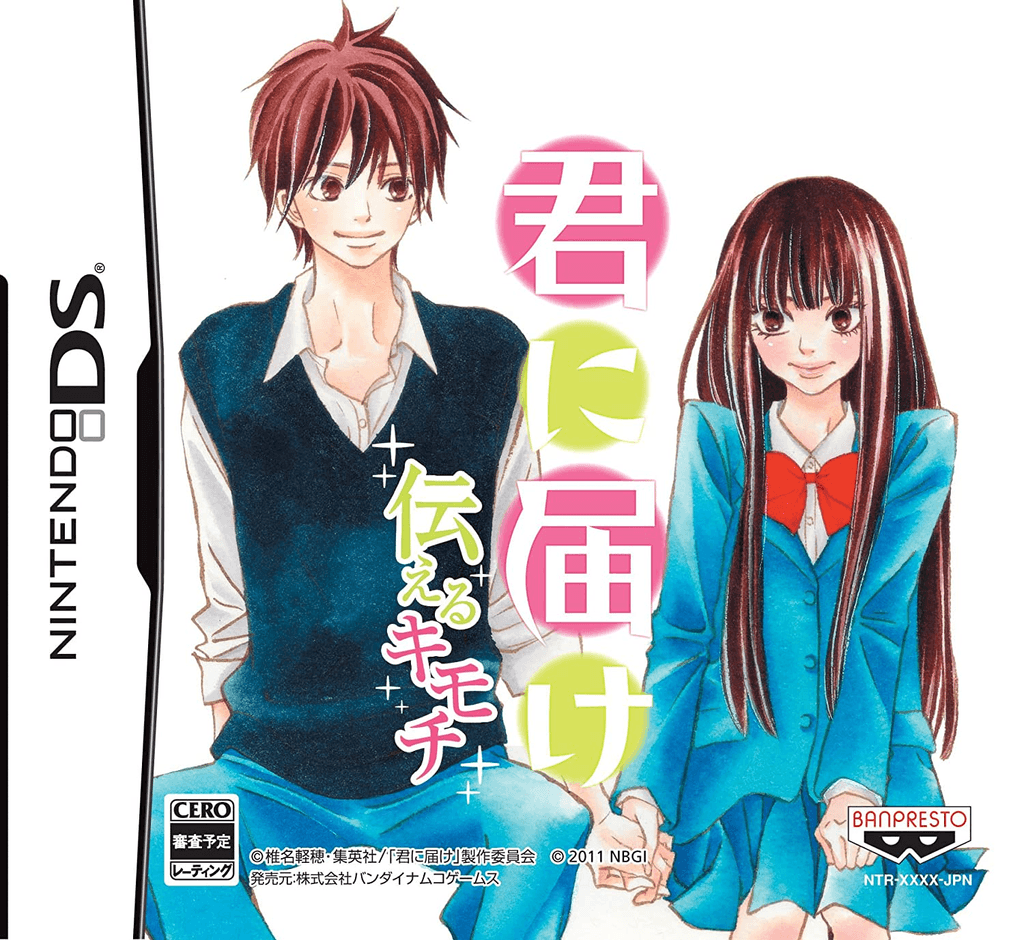 NINTENDO DS®
君に届け
伝えるキモチ
CERO
審査予定
レーティング
©椎名軽穂・集英社/「君に届け」製作委員会 © 2011 NBGI
発売元:株式会社バンダイナムコゲームス
BANPRESTO
NTR-XXXX-JPN